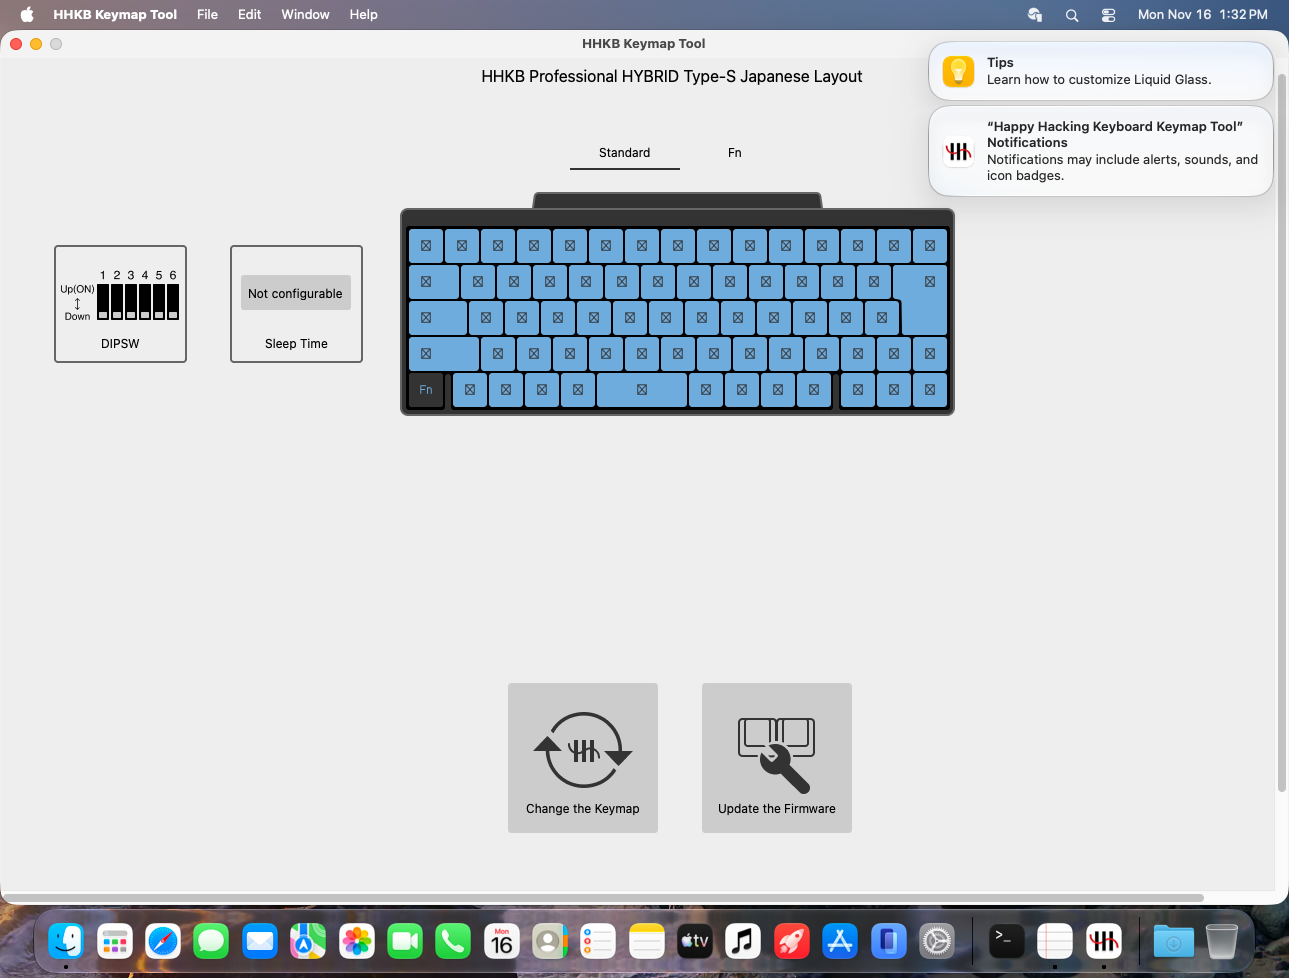 HHKB Keymap Tool File Edit Window Help Mon Nov 16 1:32 PM
HHKB Keymap Tool
HHKB Professional HYBRID Type-S Japanese Layout
Tips
Learn how to customize Liquid Glass.
“Happy Hacking Keyboard Keymap Tool”
Notifications
Notifications may include alerts, sounds, and
icon badges.
Standard Fn
1 2 3 4 5 6
Up(ON)
Down
DIPSW
Not configurable
Sleep Time
Fn
Change the Keymap
Update the Firmware
Mon
16
tv
>_